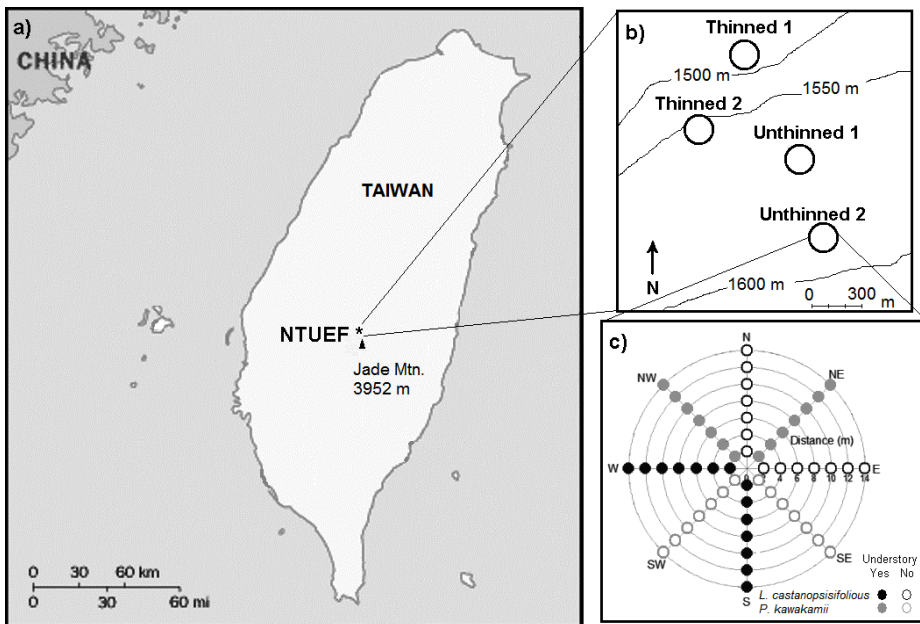 a)
CHINA
TAIWAN
NTUEF *
Jade Mtn.
3952 m
0 30 60 km
0 30 60 mi
b)
Thinned 1
1500 m
1550 m
Thinned 2
Unthinned 1
Unthinned 2
N
1600 m
0 300 m
c)
N
NW
NE
Distance (m)
W
E
0 2 4 6 8 10 12 14
SW
SE
S
Understory
Yes No
L. castanopsisifolious
P. kawakamii